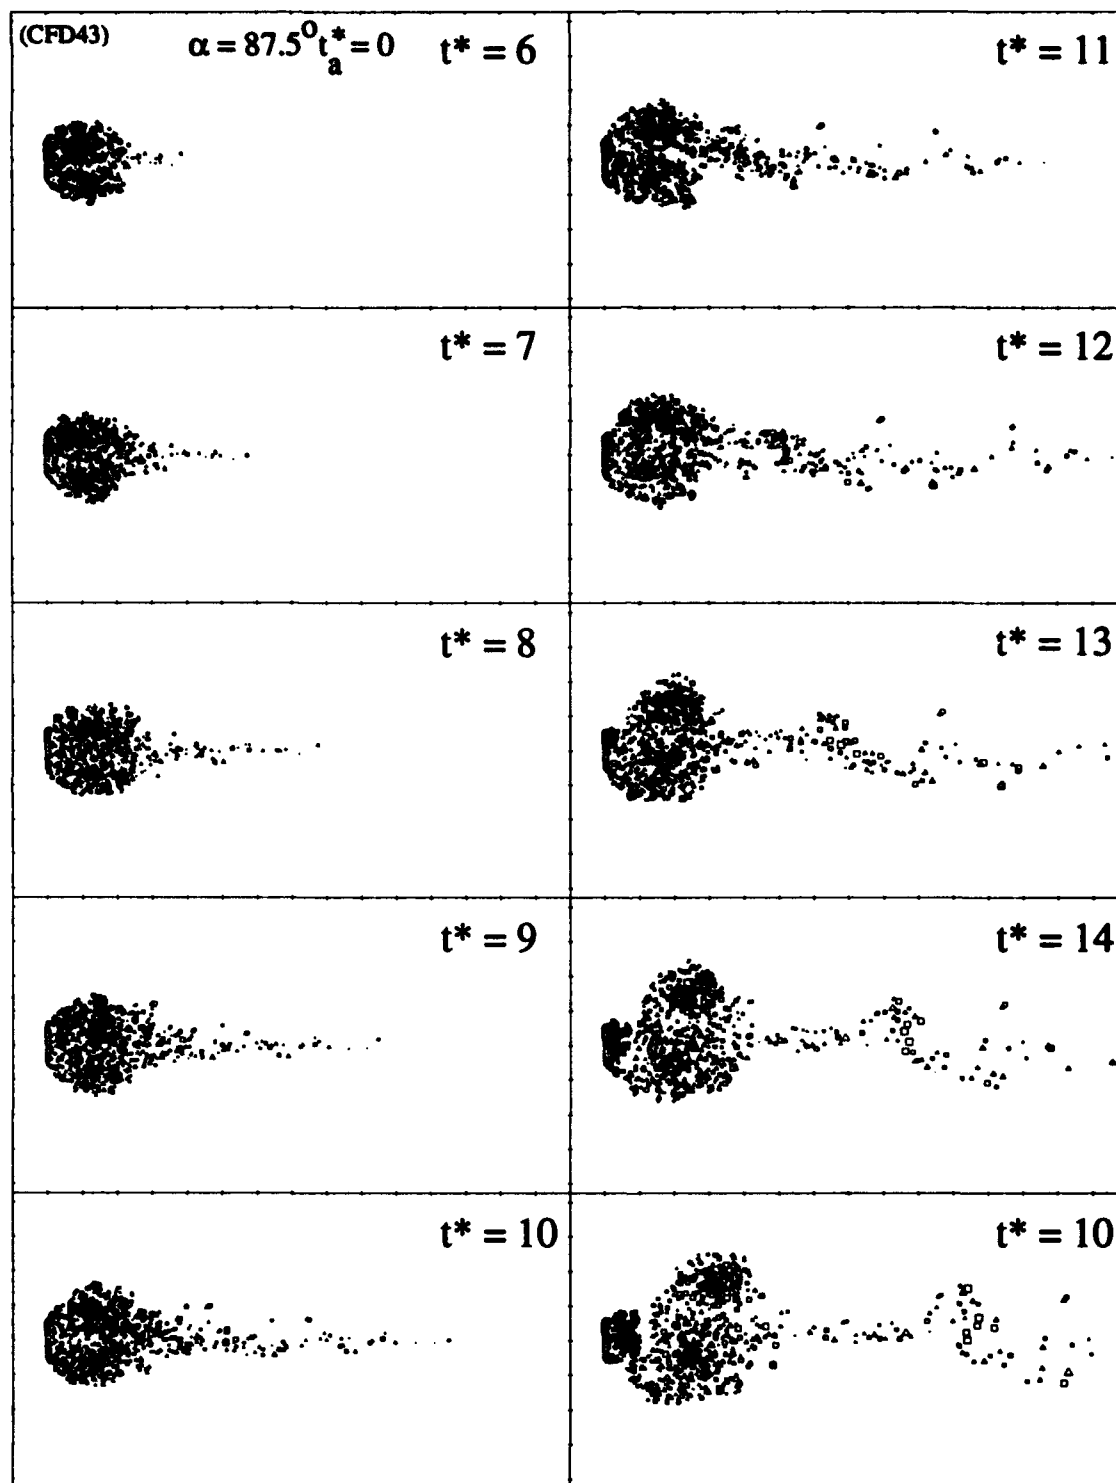 (CFD43)
α = 87.5° t*a = 0
t* = 6
t* = 7
t* = 8
t* = 9
t* = 10
t* = 11
t* = 12
t* = 13
t* = 14
t* = 10